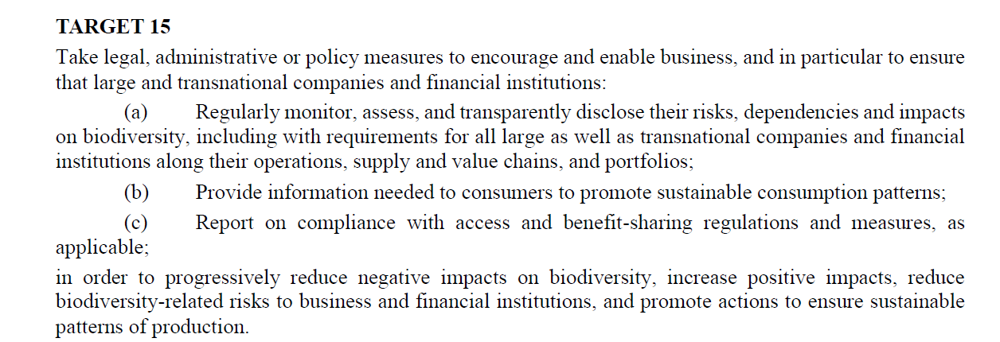 TARGET 15
Take legal, administrative or policy measures to encourage and enable business, and in particular to ensure
that large and transnational companies and financial institutions:
(a) Regularly monitor, assess, and transparently disclose their risks, dependencies and impacts
on biodiversity, including with requirements for all large as well as transnational companies and financial
institutions along their operations, supply and value chains, and portfolios;
(b) Provide information needed to consumers to promote sustainable consumption patterns;
(c) Report on compliance with access and benefit-sharing regulations and measures, as
applicable;
in order to progressively reduce negative impacts on biodiversity, increase positive impacts, reduce
biodiversity-related risks to business and financial institutions, and promote actions to ensure sustainable
patterns of production.